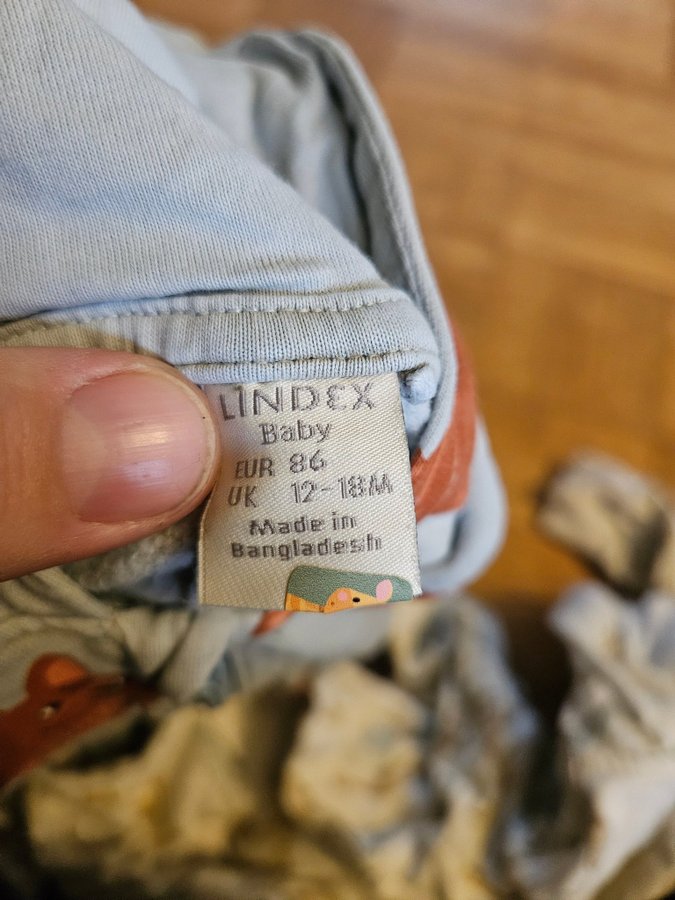 LINDEX
Baby
EUR 86
UK 12-18M
Made in
Bangladesh